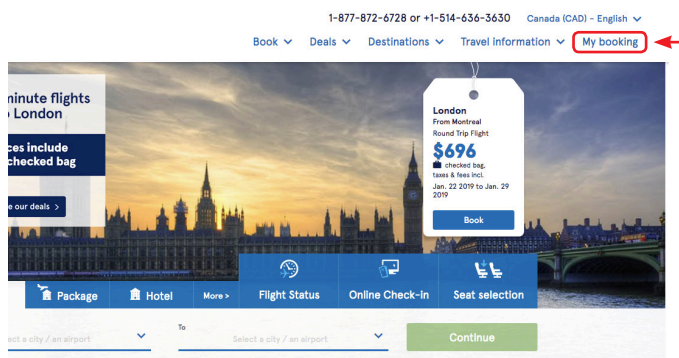 1-877-872-6728 or +1-514-636-3630 Canada (CAD) - English
Book Deals Destinations Travel information My booking
minute flights
London
ces include
checked bag
e our deals >
London
From Montreal
Round Trip Flight
$696
checked bag,
taxes & fees incl.
Jan. 22 2019 to Jan. 29
2019
Book
Package Hotel More > Flight Status Online Check-in Seat selection
ect a city / an airport
To
Select a city / an airport
Continue